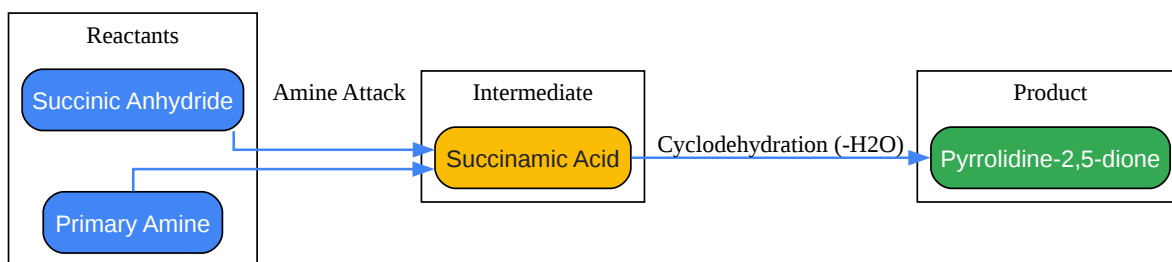 Reactants
Succinic Anhydride
Primary Amine
Amine Attack
Intermediate
Succinamic Acid
Cyclodehydration (-H2O)
Product
Pyrrolidine-2,5-dione